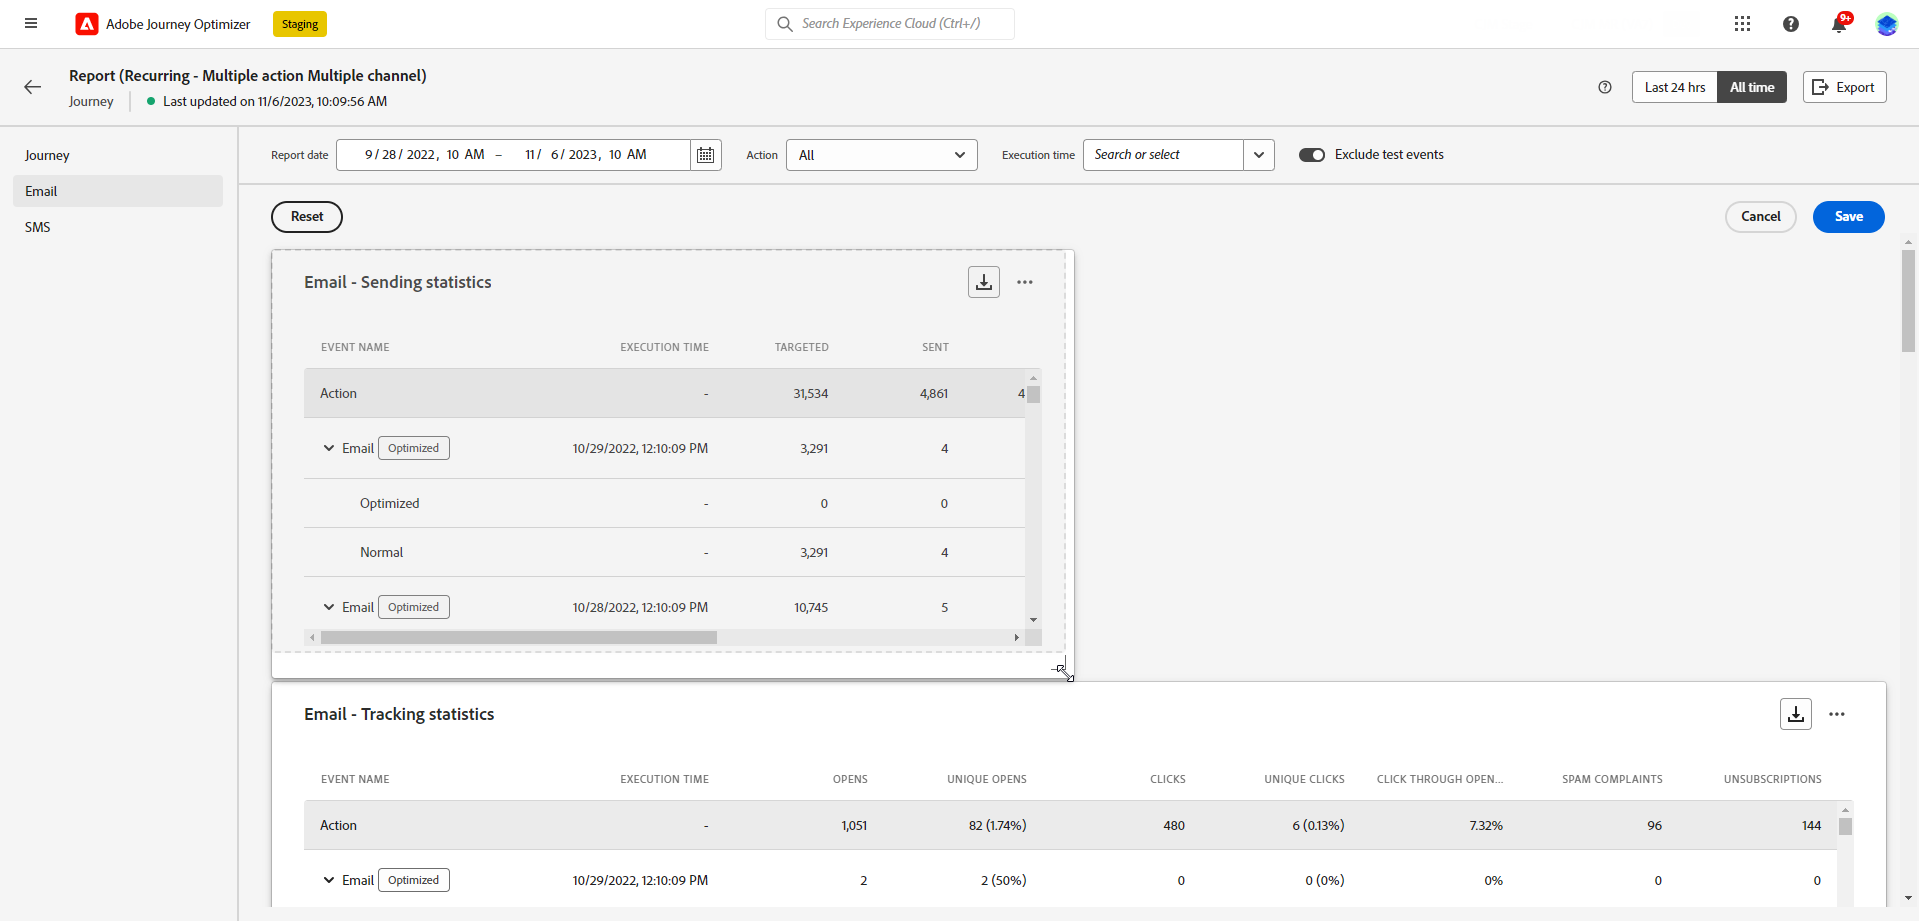 Adobe Journey Optimizer
Staging
Search Experience Cloud (Ctrl+/)
9+
Report (Recurring - Multiple action Multiple channel)
Journey
Last updated on 11/6/2023, 10:09:56 AM
Last 24 hrs
All time
Export
Journey
Email
SMS
Report date
9/28/2022, 10 AM – 11/ 6/2023, 10 AM
Action
All
Execution time
Search or select
Exclude test events
Reset
Cancel
Save
Email - Sending statistics
EVENT NAME EXECUTION TIME TARGETED SENT
Action - 31,534 4,861 4
Email Optimized 10/29/2022, 12:10:09 PM 3,291 4
Optimized - 0 0
Normal - 3,291 4
Email Optimized 10/28/2022, 12:10:09 PM 10,745 5
Email - Tracking statistics
EVENT NAME EXECUTION TIME OPENS UNIQUE OPENS CLICKS UNIQUE CLICKS CLICK THROUGH OPEN... SPAM COMPLAINTS UNSUBSCRIPTIONS
Action - 1,051 82 (1.74%) 480 6 (0.13%) 7.32% 96 144
Email Optimized 10/29/2022, 12:10:09 PM 2 2 (50%) 0 0 (0%) 0% 0 0